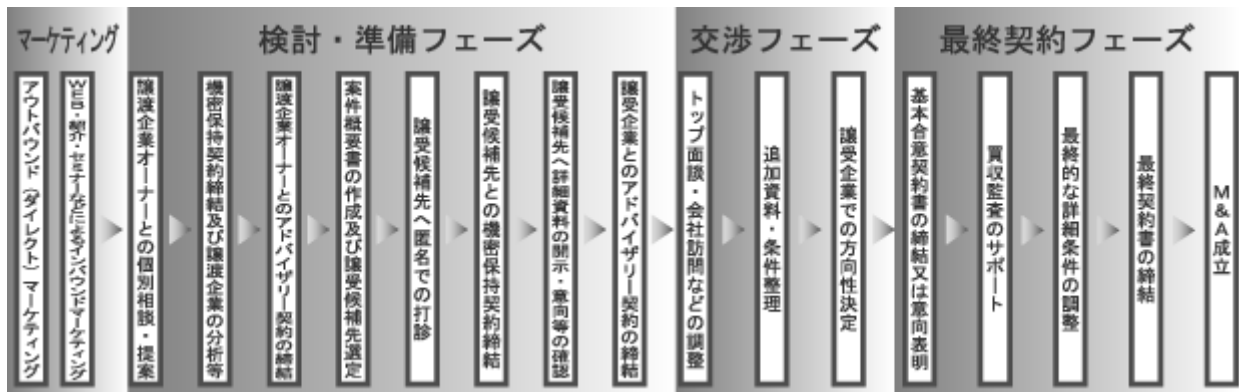 マーケティング
アウトバウンド（ダイレクト）マーケティング
WEB・紹介・セミナーなどによるインバウンドマーケティング
検討・準備フェーズ
譲渡企業オーナーとの個別相談・提案
機密保持契約締結及び譲渡企業の分析等
譲渡企業オーナーとのアドバイザリー契約の締結
案件概要書の作成及び譲受候補先選定
譲受候補先へ匿名での打診
譲受候補先との機密保持契約締結
譲受候補先へ詳細資料の開示・意向等の確認
譲受企業とのアドバイザリー契約の締結
交渉フェーズ
トップ面談・会社訪問などの調整
追加資料・条件整理
譲受企業での方向性決定
最終契約フェーズ
基本合意契約書の締結又は意向表明
買収監査のサポート
最終的な詳細条件の調整
最終契約書の締結
M&A成立